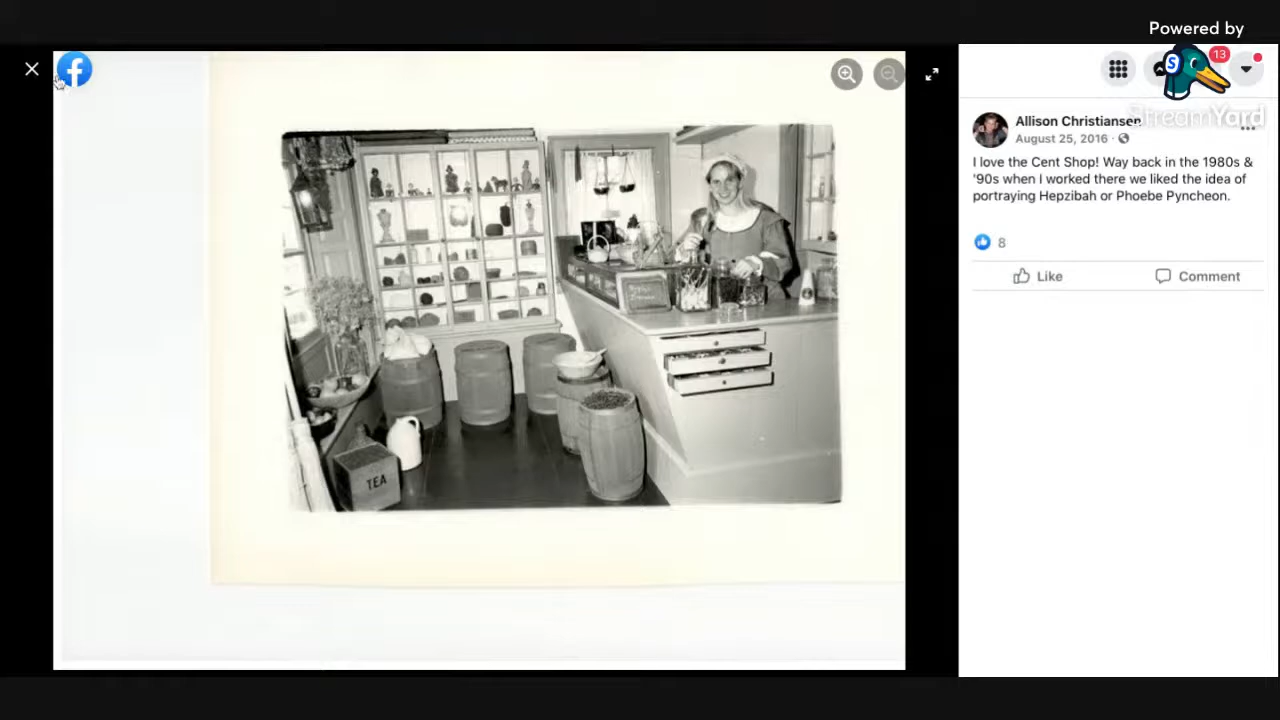 Powered by
13
StreamYard
Allison Christiansen
August 25, 2016 ·
I love the Cent Shop! Way back in the 1980s &
'90s when I worked there we liked the idea of
portraying Hepzibah or Phoebe Pyncheon.
8
Like
Comment
TEA